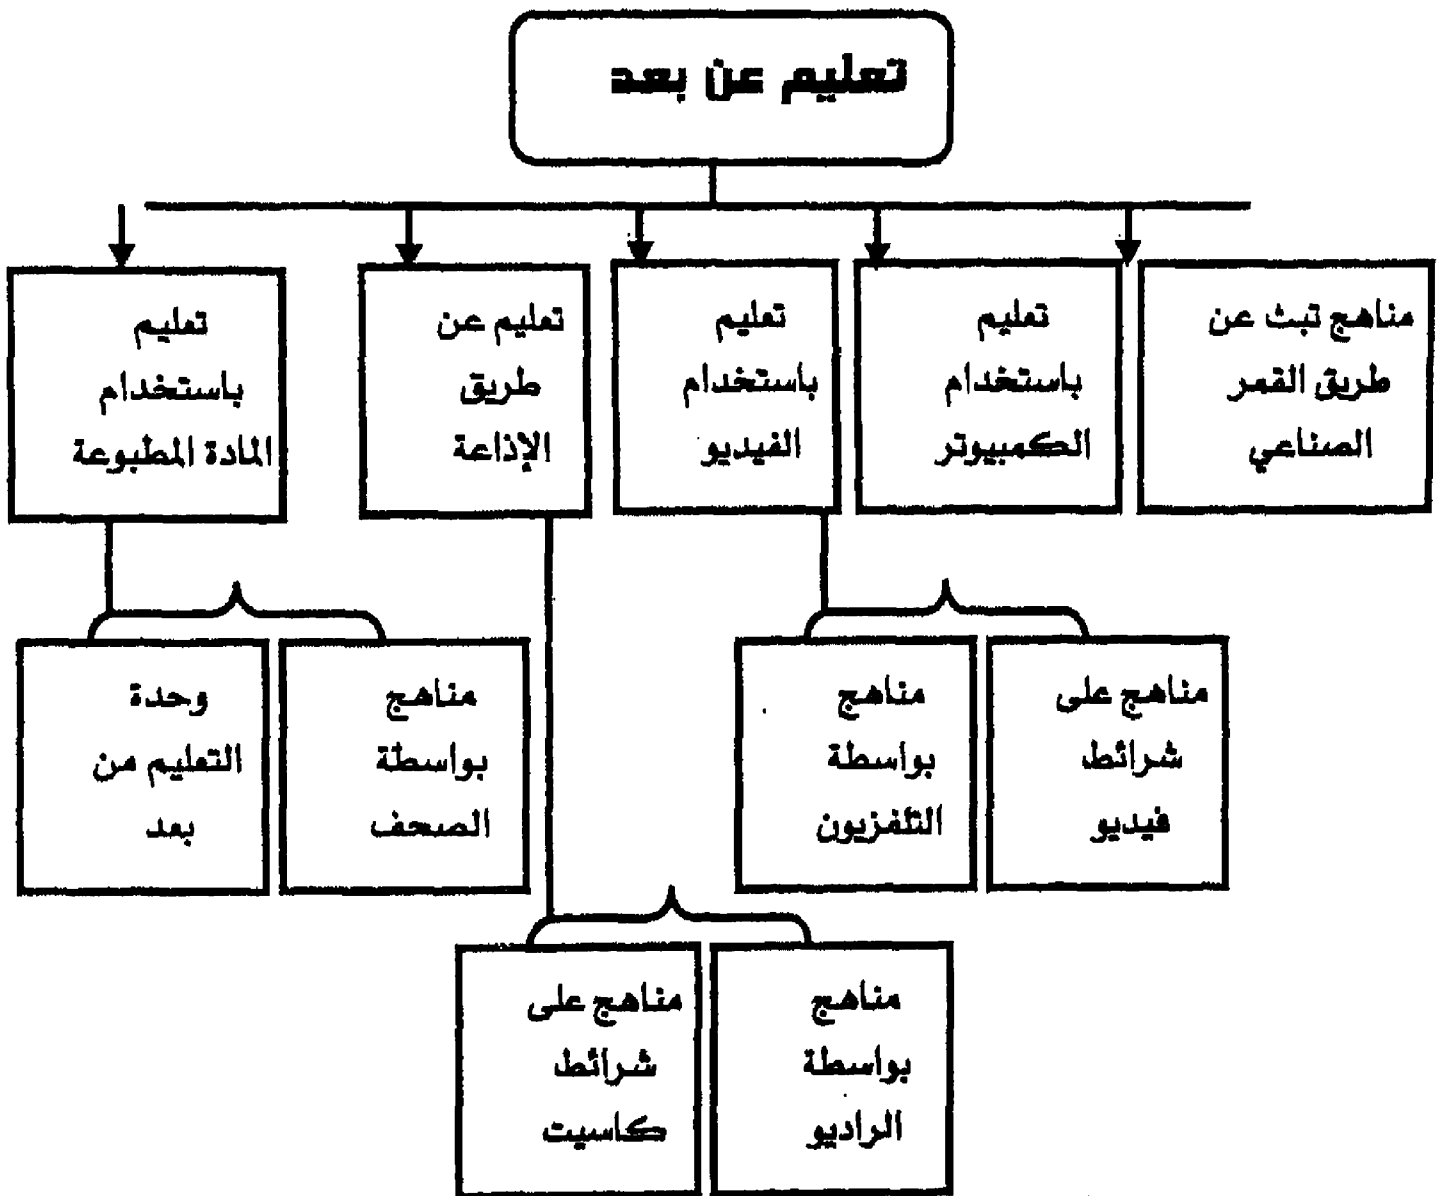 تعليم عن بعد
مناهج تبث عن
طريق القمر
الصناعي
تعليم
باستخدام
الكمبيوتر
تعليم
باستخدام
الفيديو
تعليم عن
طريق
الإذاعة
تعليم
باستخدام
المادة المطبوعة
مناهج على
شرائط
فيديو
مناهج
بواسطة
التلفزيون
مناهج
بواسطة
الصحف
وحدة
التعليم من
بعد
مناهج
بواسطة
الراديو
مناهج على
شرائط
كاسيت